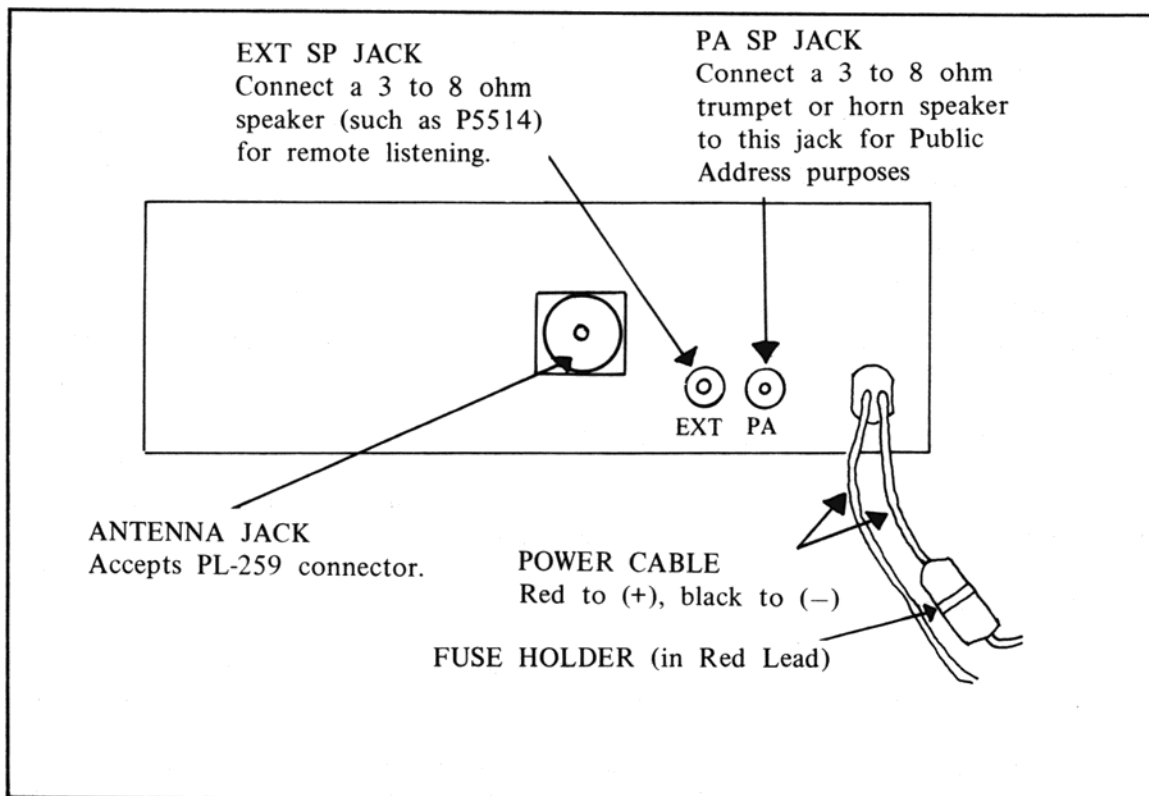 EXT SP JACK
Connect a 3 to 8 ohm
speaker (such as P5514)
for remote listening.
PA SP JACK
Connect a 3 to 8 ohm
trumpet or horn speaker
to this jack for Public
Address purposes
EXT PA
ANTENNA JACK
Accepts PL-259 connector.
POWER CABLE
Red to (+), black to (−)
FUSE HOLDER (in Red Lead)